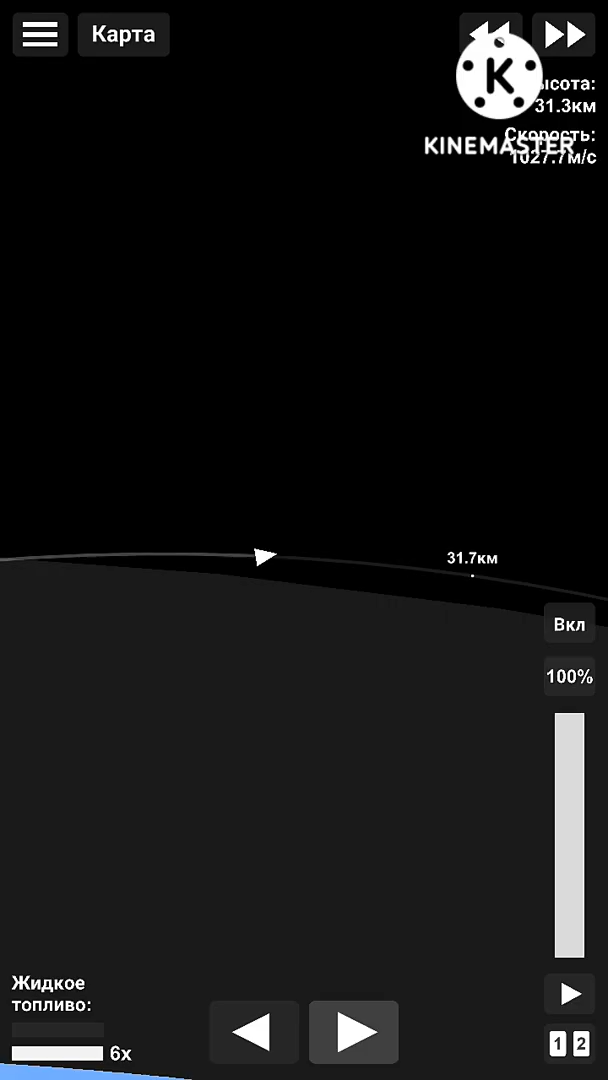 Карта
31.3км
Скорость:
KINEMASTER
1027.7м/с
31.7км
Вкл
100%
Жидкое
топливо:
6x
1 2